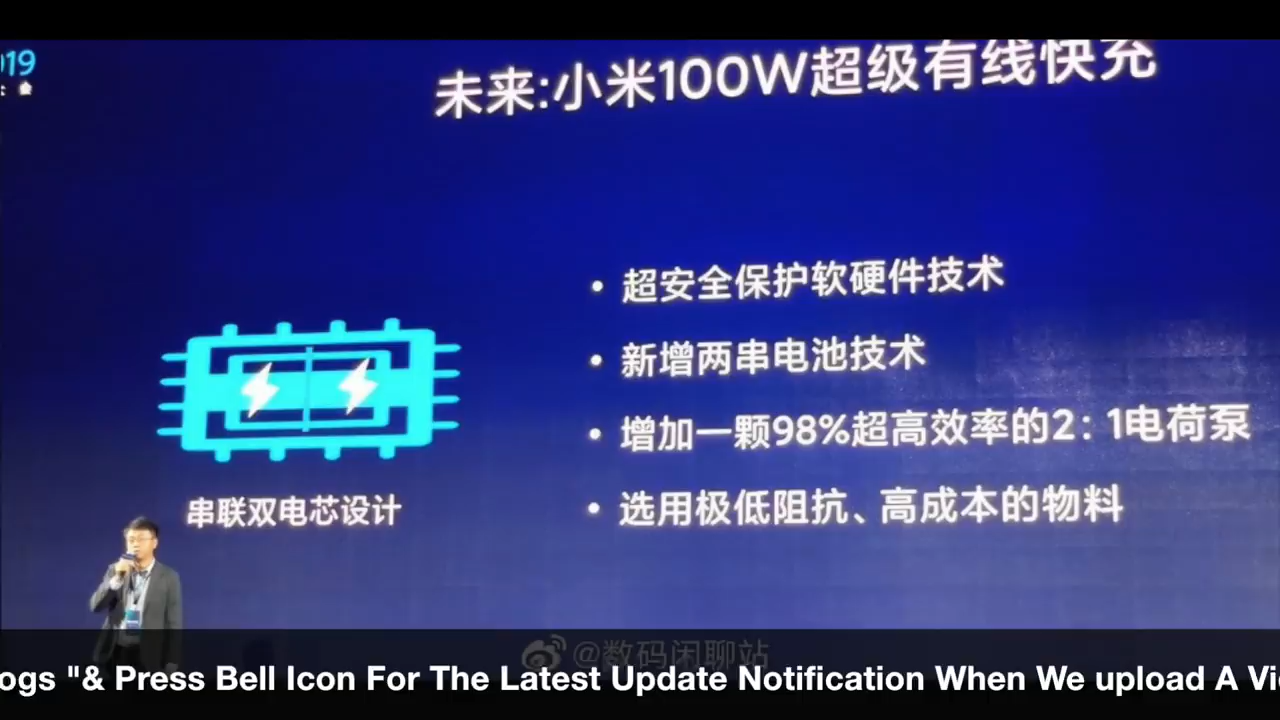 019
会
未来:小米100W超级有线快充
• 超安全保护软硬件技术
• 新增两串电池技术
• 增加一颗98%超高效率的2：1电荷泵
• 选用极低阻抗、高成本的物料
串联双电芯设计
@数码闲聊站
ogs "& Press Bell Icon For The Latest Update Notification When We upload A Vi